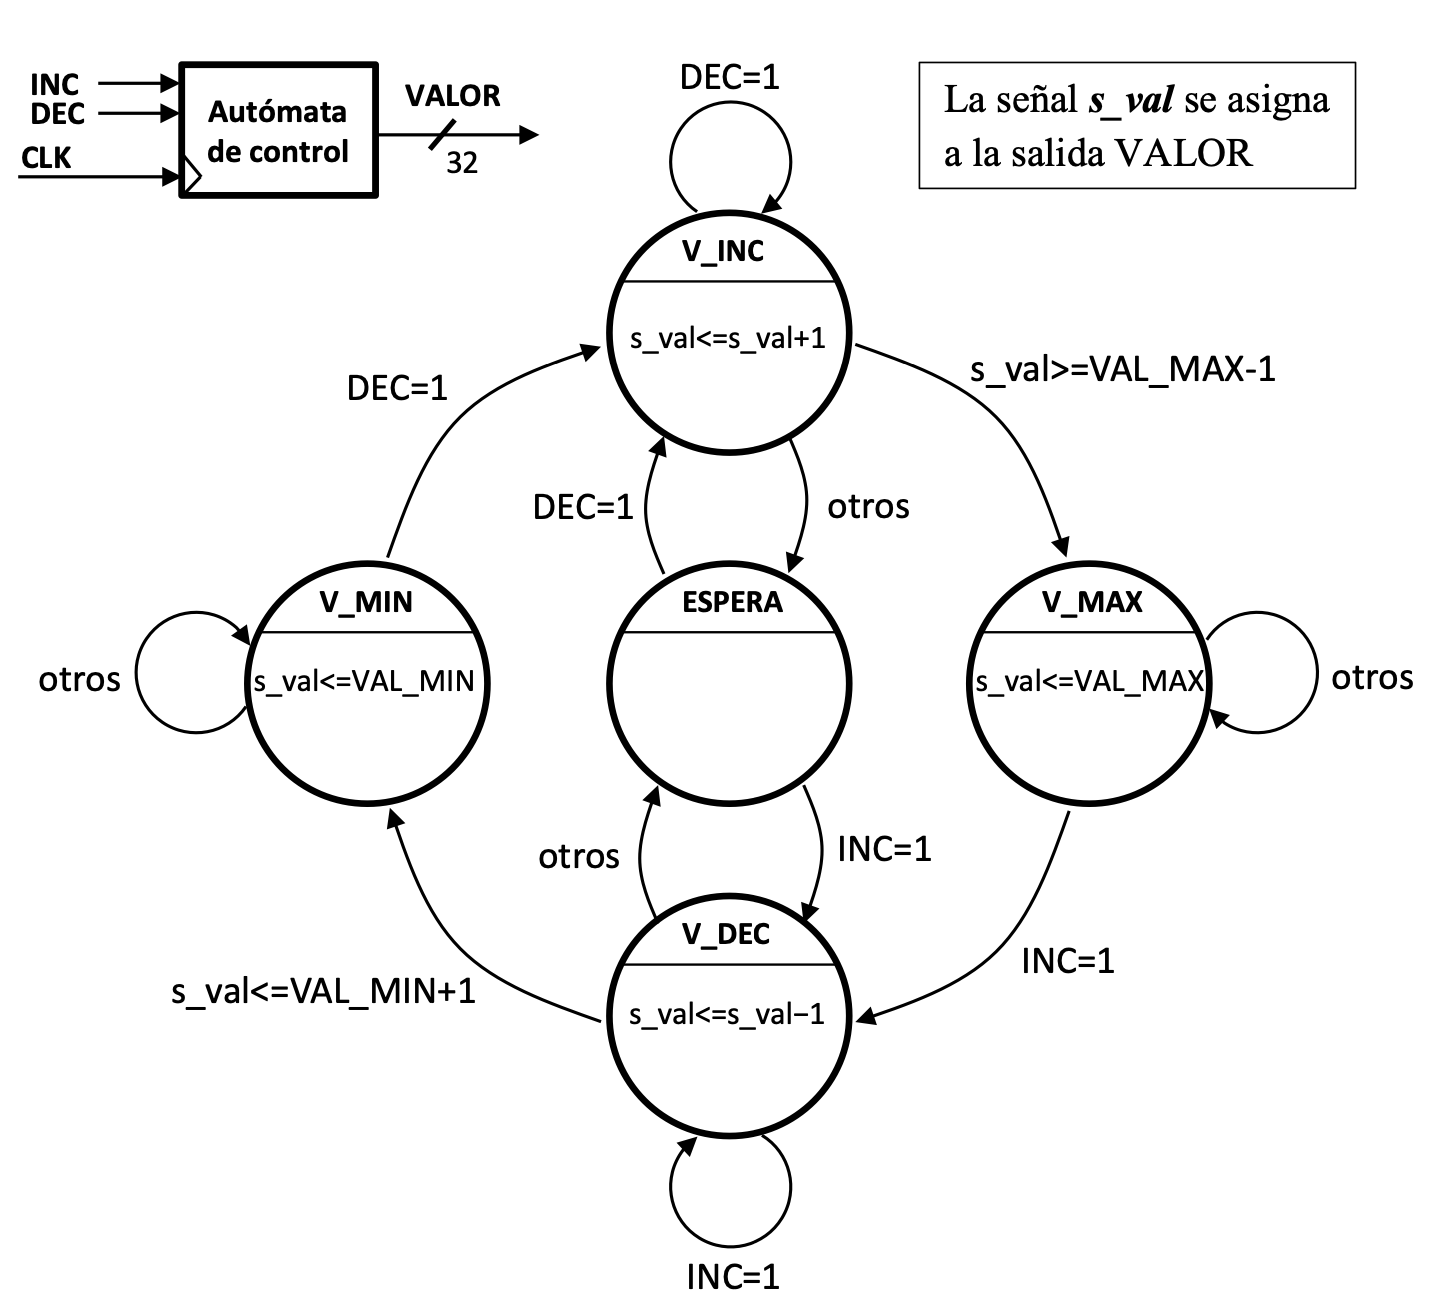 INC
DEC
CLK
Autómata
de control
VALOR
32
DEC=1
La señal s_val se asigna
a la salida VALOR
V_INC
s_val<=s_val+1
DEC=1
s_val>=VAL_MAX-1
DEC=1
otros
V_MIN
s_val<=VAL_MIN
otros
ESPERA
V_MAX
s_val<=VAL_MAX
otros
otros
INC=1
V_DEC
s_val<=s_val−1
s_val<=VAL_MIN+1
INC=1
INC=1